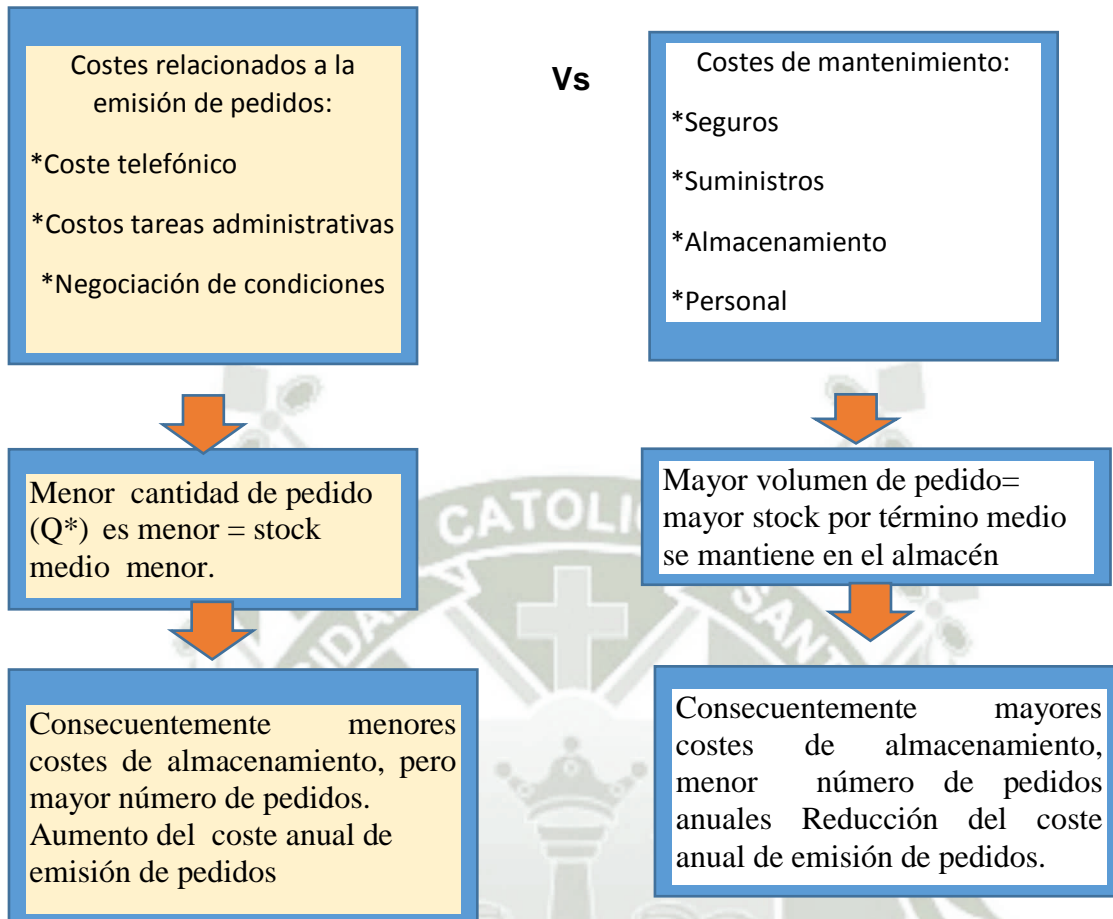 Costes relacionados a la
emisión de pedidos:
*Coste telefónico
*Costos tareas administrativas
*Negociación de condiciones
Vs
Costes de mantenimiento:
*Seguros
*Suministros
*Almacenamiento
*Personal
Menor cantidad de pedido
(Q*) es menor = stock
medio menor.
Mayor volumen de pedido=
mayor stock por término medio
se mantiene en el almacén
CATOLI
SIDAD
SANT
Consecuentemente menores
costes de almacenamiento, pero
mayor número de pedidos.
Aumento del coste anual de
emisión de pedidos
Consecuentemente mayores
costes de almacenamiento,
menor número de pedidos
anuales Reducción del coste
anual de emisión de pedidos.